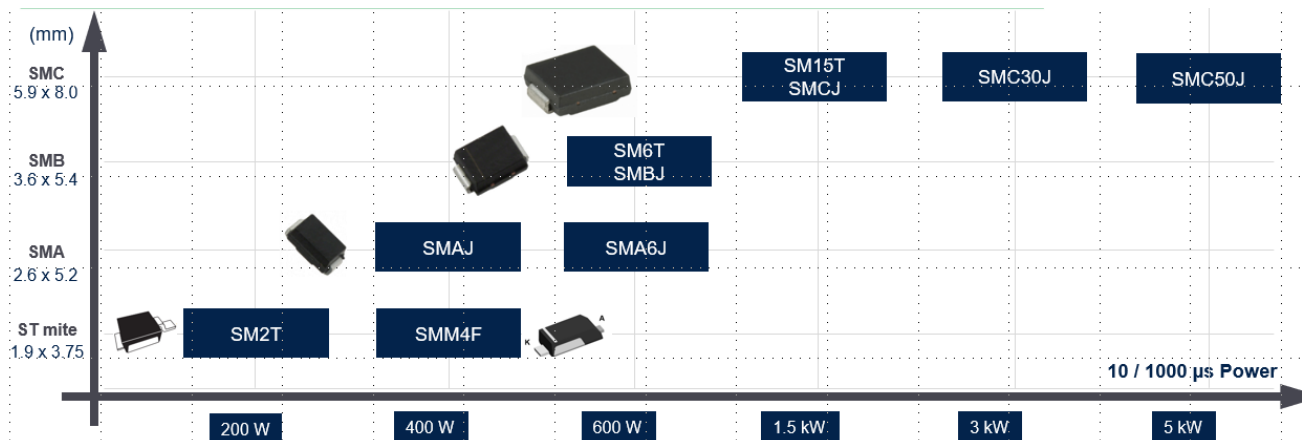 (mm)
SMC
5.9 x 8.0
SM15T
SMCJ
SMC30J
SMC50J
SMB
3.6 x 5.4
SM6T
SMBJ
SMA
2.6 x 5.2
SMAJ
SMA6J
ST mite
1.9 x 3.75
SM2T
SMM4F
K
A
10 / 1000 µs Power
200 W
400 W
600 W
1.5 kW
3 kW
5 kW